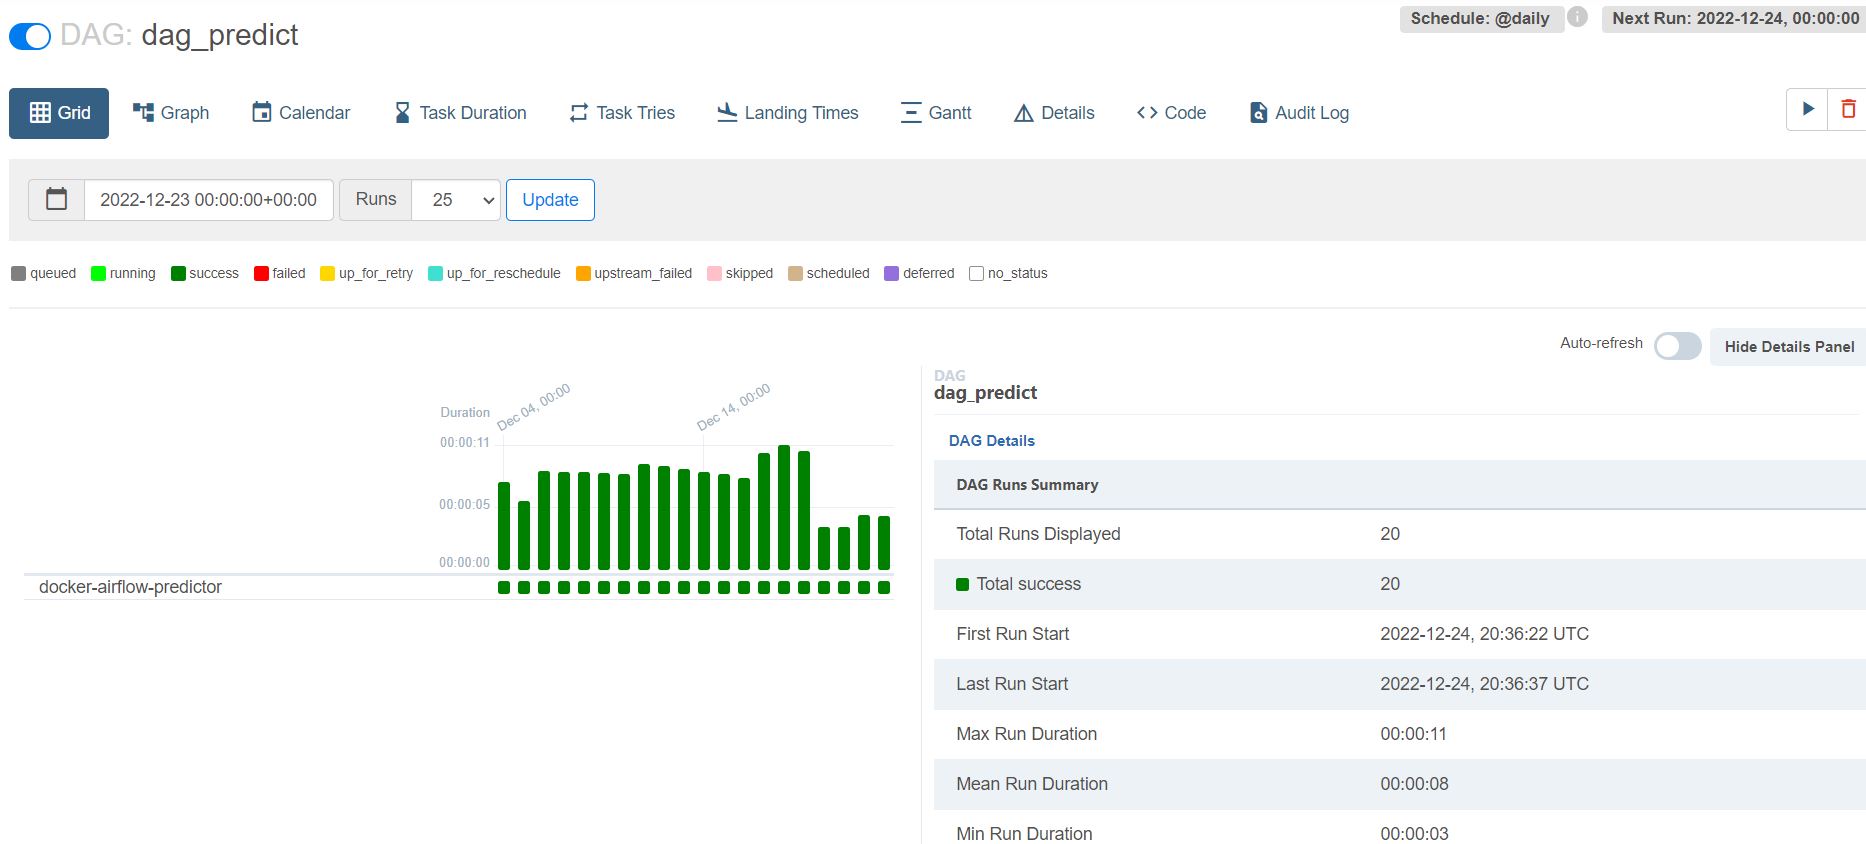 DAG: dag_predict
Schedule: @daily
Next Run: 2022-12-24, 00:00:00
Grid
Graph
Calendar
Task Duration
Task Tries
Landing Times
Gantt
Details
Code
Audit Log
2022-12-23 00:00:00+00:00
Runs
25
Update
queued
running
success
failed
up_for_retry
up_for_reschedule
upstream_failed
skipped
scheduled
deferred
no_status
Auto-refresh
Hide Details Panel
Duration
Dec 04, 00:00
Dec 14, 00:00
00:00:11
00:00:05
00:00:00
docker-airflow-predictor
DAG
dag_predict
DAG Details
DAG Runs Summary
Total Runs Displayed 20
Total success 20
First Run Start 2022-12-24, 20:36:22 UTC
Last Run Start 2022-12-24, 20:36:37 UTC
Max Run Duration 00:00:11
Mean Run Duration 00:00:08
Min Run Duration 00:00:03